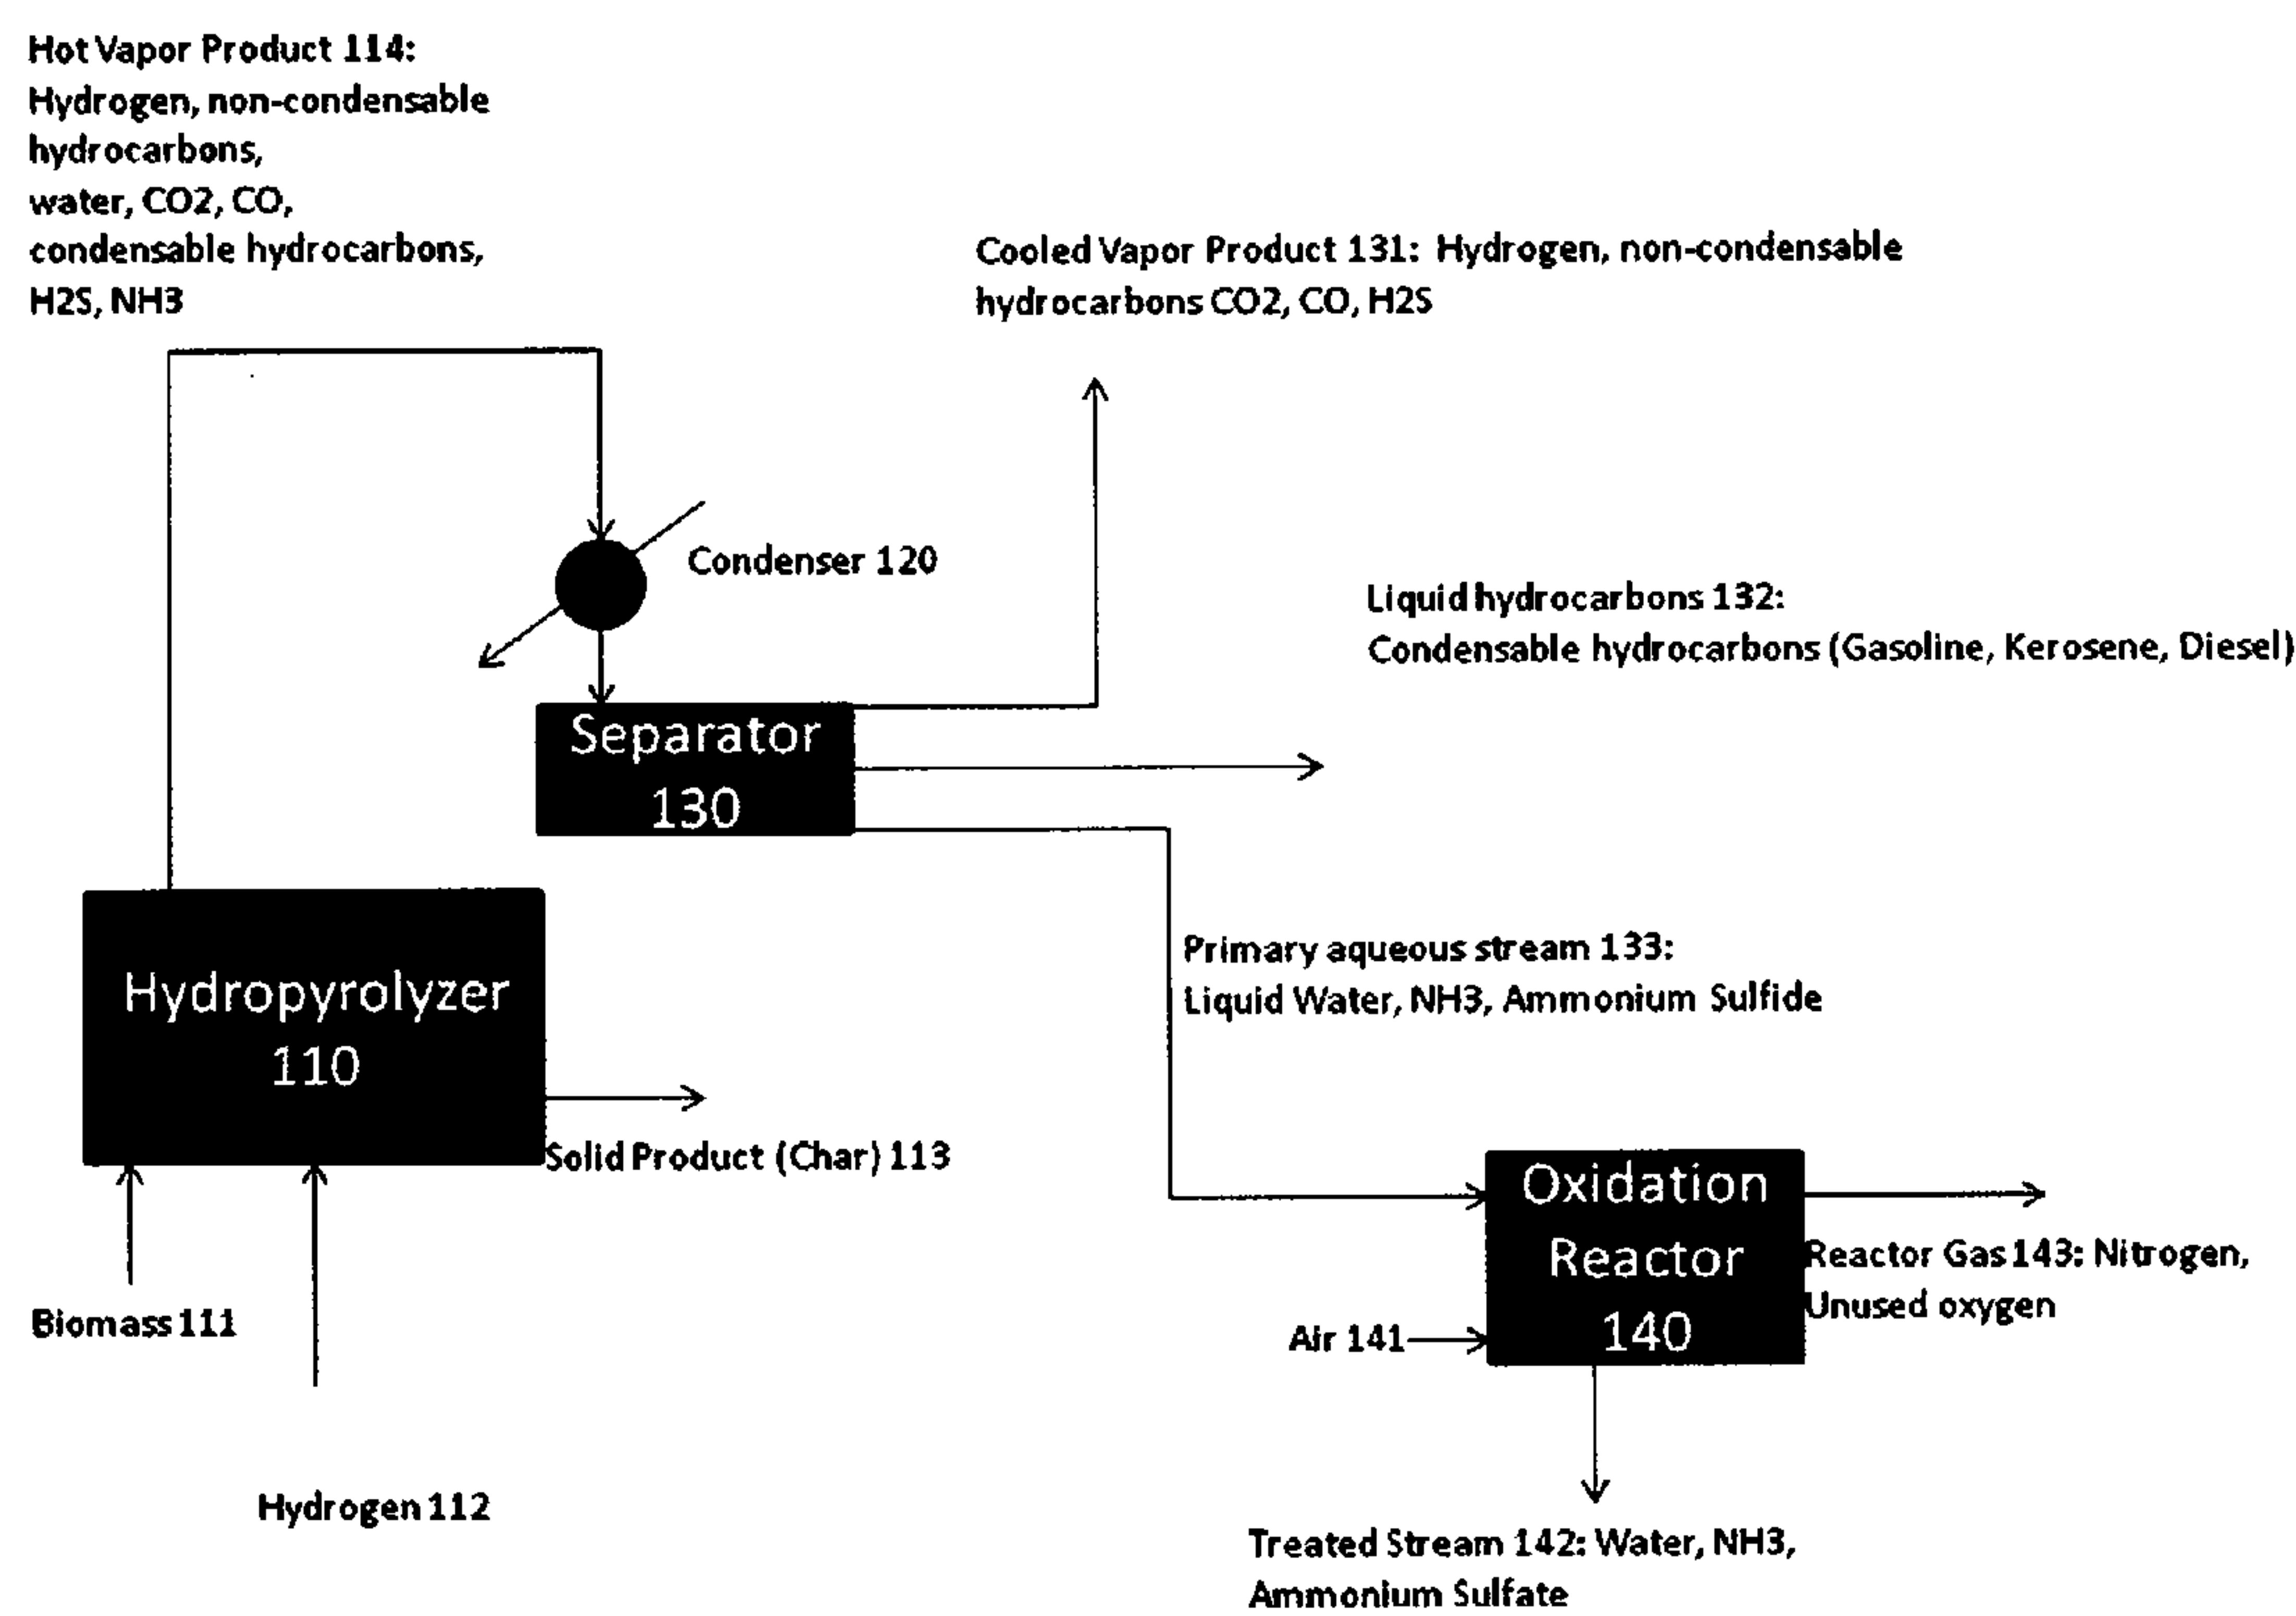 Hot Vapor Product 114:
Hydrogen, non-condensable
hydrocarbons,
water, CO2, CO,
condensable hydrocarbons,
H2S, NH3
Cooled Vapor Product 131: Hydrogen, non-condensable
hydrocarbons CO2, CO, H2S
Condenser 120
Liquid hydrocarbons 132:
Condensable hydrocarbons (Gasoline, Kerosene, Diesel)
Separator
130
Primary aqueous stream 133:
Liquid Water, NH3, Ammonium Sulfide
Hydropyrolyzer
110
Solid Product (Char) 113
Oxidation
Reactor
140
Reactor Gas 143: Nitrogen,
Unused oxygen
Biomass 111
Air 141
Hydrogen 112
Treated Stream 142: Water, NH3,
Ammonium Sulfate